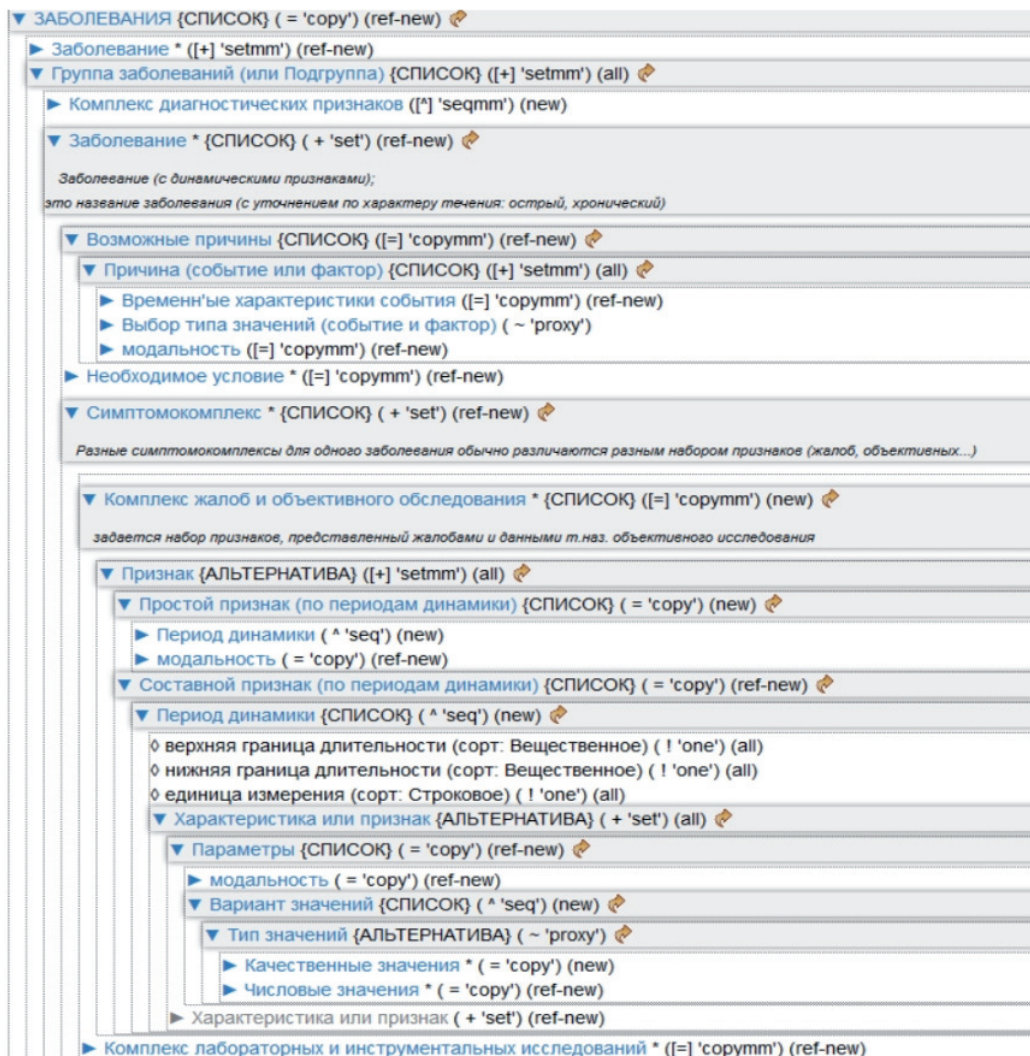 ▼ ЗАБОЛЕВАНИЯ {СПИСОК} ( = 'copy') (ref-new)
► Заболевание * ([+] 'setmm') (ref-new)
▼ Группа заболеваний (или Подгруппа) {СПИСОК} ([+] 'setmm') (all)
► Комплекс диагностических признаков ([^] 'seqmm') (new)
▼ Заболевание * {СПИСОК} ( + 'set') (ref-new)
Заболевание (с динамическими признаками);
это название заболевания (с уточнением по характеру течения: острый, хронический)
▼ Возможные причины {СПИСОК} ([=] 'copymm') (ref-new)
▼ Причина (событие или фактор) {СПИСОК} ([+] 'setmm') (all)
► Временн'ые характеристики события ([=] 'copymm') (ref-new)
► Выбор типа значений (событие и фактор) ( ~ 'proxy')
► модальность ([=] 'copymm') (ref-new)
► Необходимое условие * ([=] 'copymm') (ref-new)
▼ Симптомокомплекс * {СПИСОК} ( + 'set') (ref-new)
Разные симптомокомплексы для одного заболевания обычно различаются разным набором признаков (жалоб, объективных...)
▼ Комплекс жалоб и объективного обследования * {СПИСОК} ([=] 'copymm') (new)
задается набор признаков, представленный жалобами и данными т.наз. объективного исследования
▼ Признак {АЛЬТЕРНАТИВА} ([+] 'setmm') (all)
▼ Простой признак (по периодам динамики) {СПИСОК} ( = 'copy') (new)
► Период динамики ( ^ 'seq') (new)
► модальность ( = 'copy') (ref-new)
▼ Составной признак (по периодам динамики) {СПИСОК} ( = 'copy') (ref-new)
▼ Период динамики {СПИСОК} ( ^ 'seq') (new)
◊ верхняя граница длительности (сорт: Вещественное) ( ! 'one') (all)
◊ нижняя граница длительности (сорт: Вещественное) ( ! 'one') (all)
◊ единица измерения (сорт: Строковое) ( ! 'one') (all)
▼ Характеристика или признак {АЛЬТЕРНАТИВА} ( + 'set') (all)
▼ Параметры {СПИСОК} ( = 'copy') (ref-new)
► модальность ( = 'copy') (ref-new)
▼ Вариант значений {СПИСОК} ( ^ 'seq') (new)
▼ Тип значений {АЛЬТЕРНАТИВА} ( ~ 'proxy')
► Качественные значения * ( = 'copy') (new)
► Числовые значения * ( = 'copy') (ref-new)
► Характеристика или признак ( + 'set') (ref-new)
► Комплекс лабораторных и инструментальных исследований * ([=] 'copymm') (ref-new)